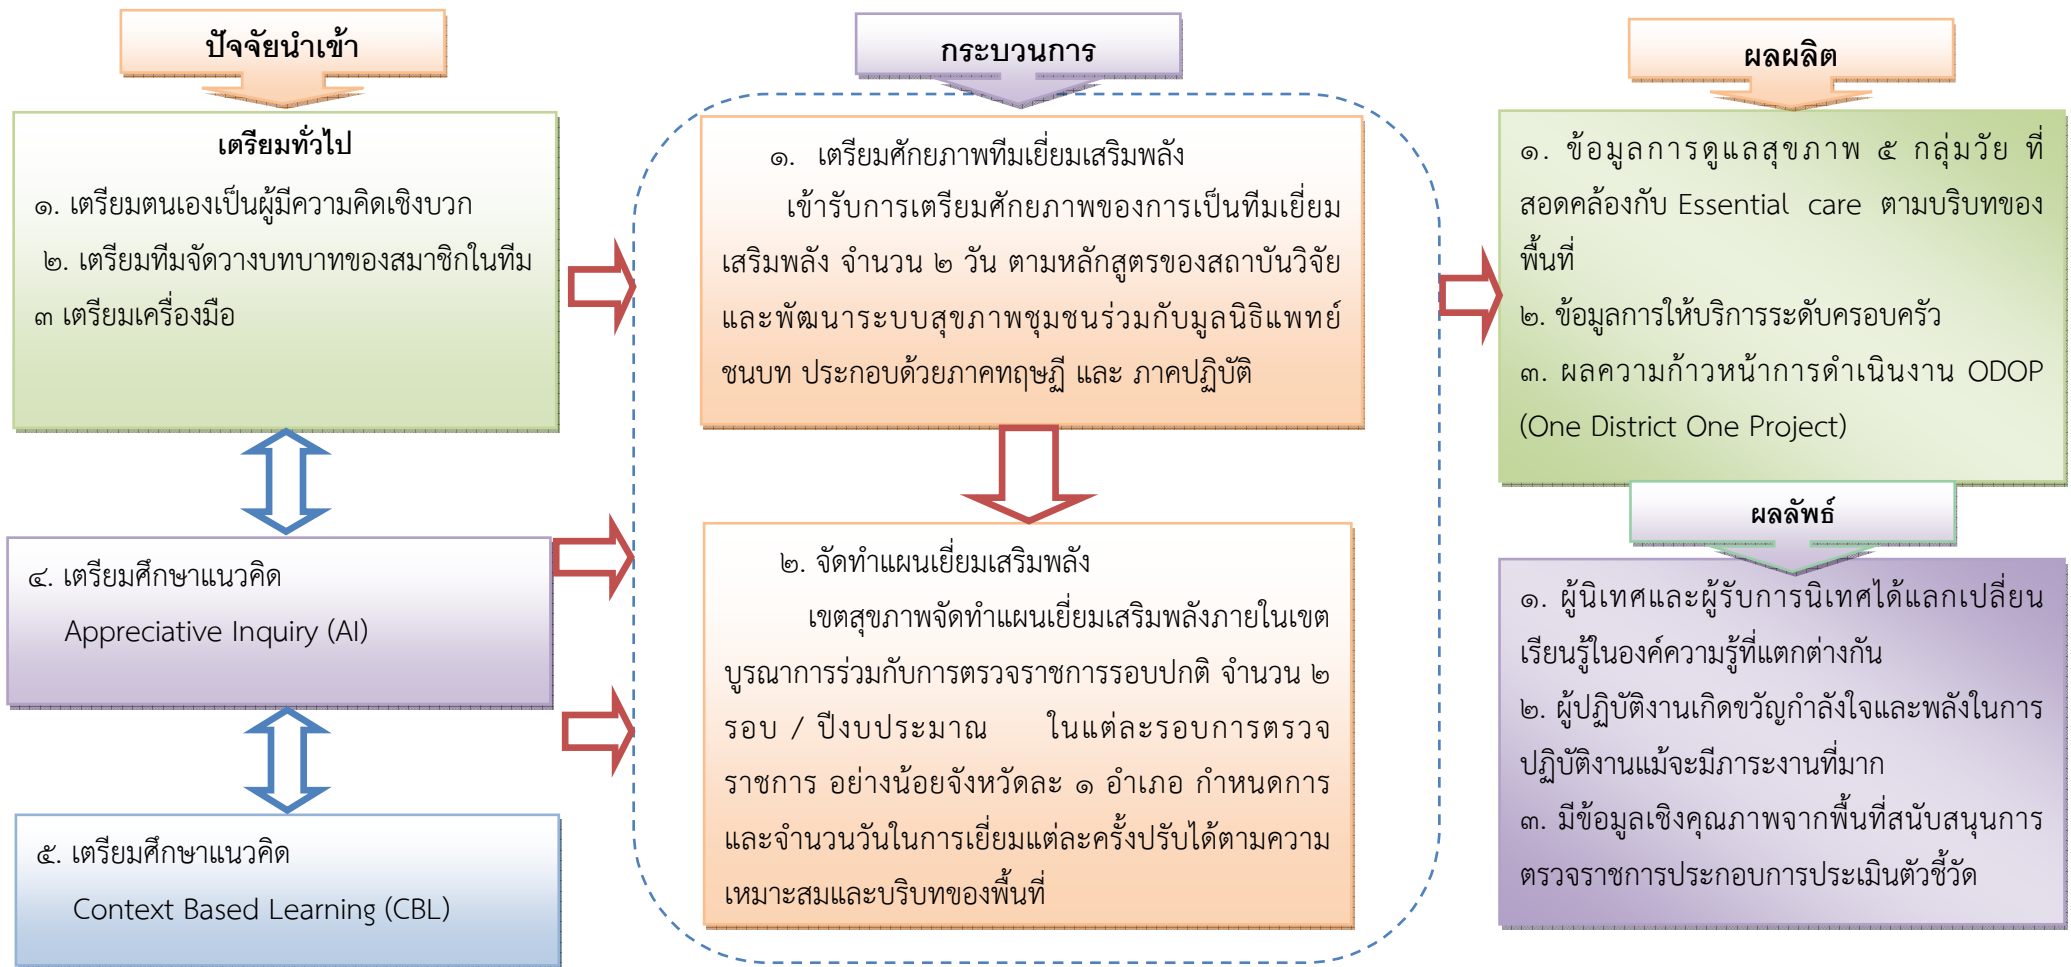 ปัจจัยนำเข้า
เตรียมทั่วไป
๑. เตรียมตนเองเป็นผู้มีความคิดเชิงบวก
๒. เตรียมทีมจัดวางบทบาทของสมาชิกในทีม
๓ เตรียมเครื่องมือ
๔. เตรียมศึกษาแนวคิด
Appreciative Inquiry (AI)
๕. เตรียมศึกษาแนวคิด
Context Based Learning (CBL)
กระบวนการ
๑. เตรียมศักยภาพทีมเยี่ยมเสริมพลัง
เข้ารับการเตรียมศักยภาพของการเป็นทีมเยี่ยม
เสริมพลัง จำนวน ๒ วัน ตามหลักสูตรของสถาบันวิจัย
และพัฒนาระบบสุขภาพชุมชนร่วมกับมูลนิธิแพทย์
ชนบท ประกอบด้วยภาคทฤษฎี และ ภาคปฏิบัติ
๒. จัดทำแผนเยี่ยมเสริมพลัง
เขตสุขภาพจัดทำแผนเยี่ยมเสริมพลังภายในเขต
บูรณาการร่วมกับการตรวจราชการรอบปกติ จำนวน ๒
รอบ / ปีงบประมาณ ในแต่ละรอบการตรวจ
ราชการ อย่างน้อยจังหวัดละ ๑ อำเภอ กำหนดการ
และจำนวนวันในการเยี่ยมแต่ละครั้งปรับได้ตามความ
เหมาะสมและบริบทของพื้นที่
ผลผลิต
๑. ข้อมูลการดูแลสุขภาพ ๕ กลุ่มวัย ที่
สอดคล้องกับ Essential care ตามบริบทของ
พื้นที่
๒. ข้อมูลการให้บริการระดับครอบครัว
๓. ผลความก้าวหน้าการดำเนินงาน ODOP
(One District One Project)
ผลลัพธ์
๑. ผู้นิเทศและผู้รับการนิเทศได้แลกเปลี่ยน
เรียนรู้ในองค์ความรู้ที่แตกต่างกัน
๒. ผู้ปฏิบัติงานเกิดขวัญกำลังใจและพลังในการ
ปฏิบัติงานแม้จะมีภาระงานที่มาก
๓. มีข้อมูลเชิงคุณภาพจากพื้นที่สนับสนุนการ
ตรวจราชการประกอบการประเมินตัวชี้วัด